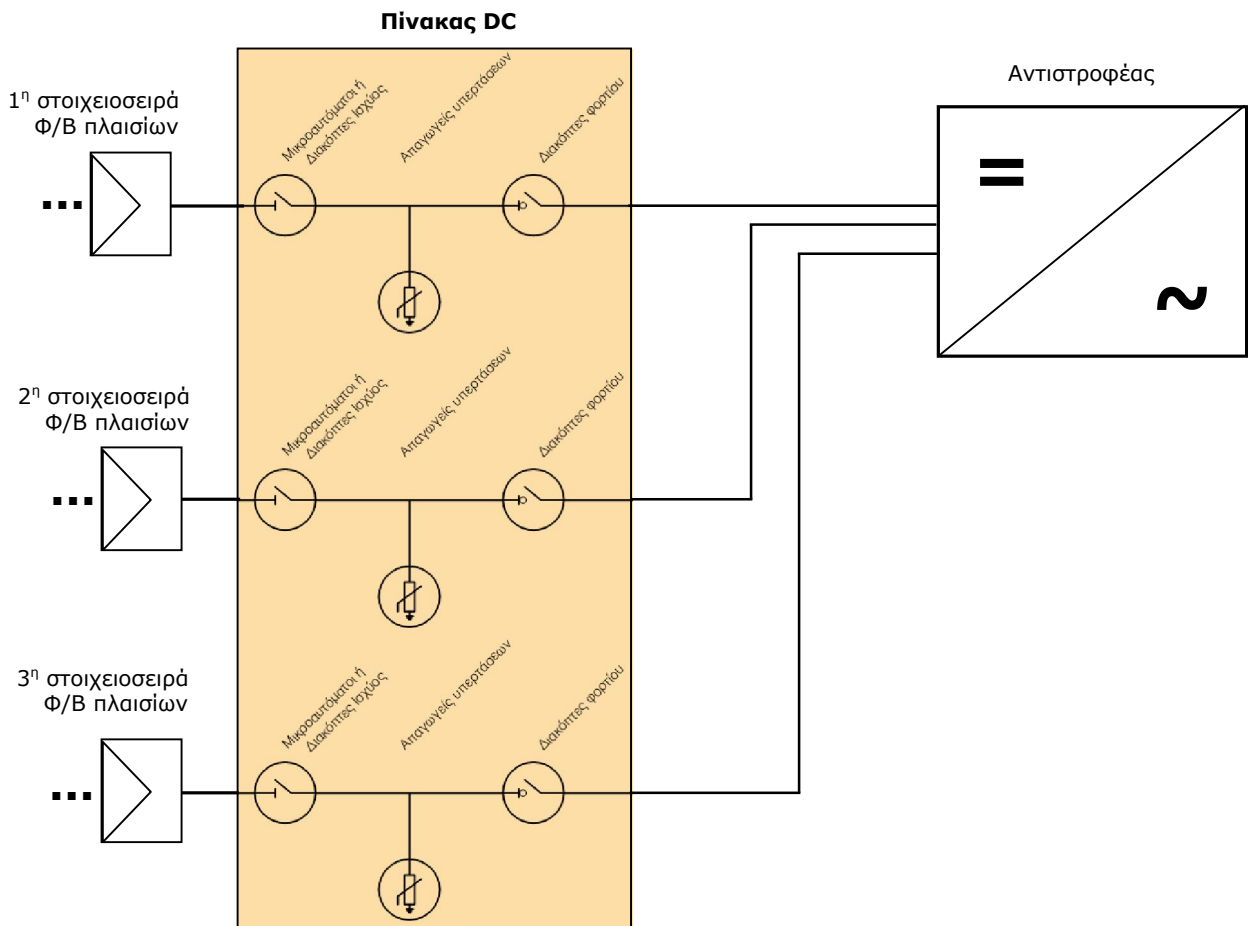 Πίνακας DC
Αντιστροφέας
1η στοιχειοσειρά
Φ/Β πλαισίων
Μικροαυτόματοι ή
Διακόπτες Ισχύος
Απαγωγείς υπερτάσεων
Διακόπτες φορτίου
=
~
2η στοιχειοσειρά
Φ/Β πλαισίων
Μικροαυτόματοι ή
Διακόπτες Ισχύος
Απαγωγείς υπερτάσεων
Διακόπτες φορτίου
3η στοιχειοσειρά
Φ/Β πλαισίων
Μικροαυτόματοι ή
Διακόπτες Ισχύος
Απαγωγείς υπερτάσεων
Διακόπτες φορτίου